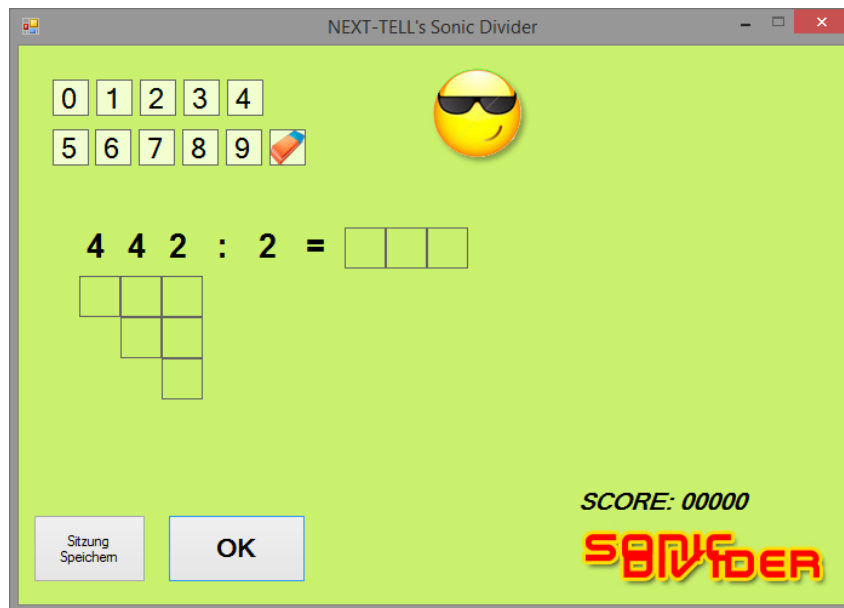 NEXT-TELL's Sonic Divider
0 1 2 3 4
5 6 7 8 9
4 4 2 : 2 =
SCORE: 00000
Sitzung
Speichern
OK
SONIC
DIVIDER